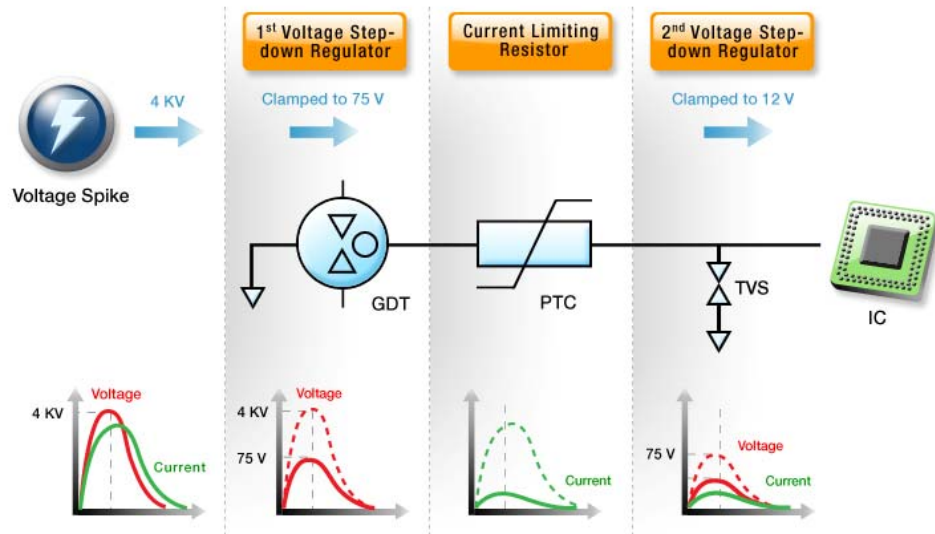 1st Voltage Step-
down Regulator
Current Limiting
Resistor
2nd Voltage Step-
down Regulator
4 KV
Clamped to 75 V
Clamped to 12 V
Voltage Spike
GDT
PTC
TVS
IC
Voltage
4 KV
Current
Voltage
4 KV
75 V
Current
75 V
Voltage
Current